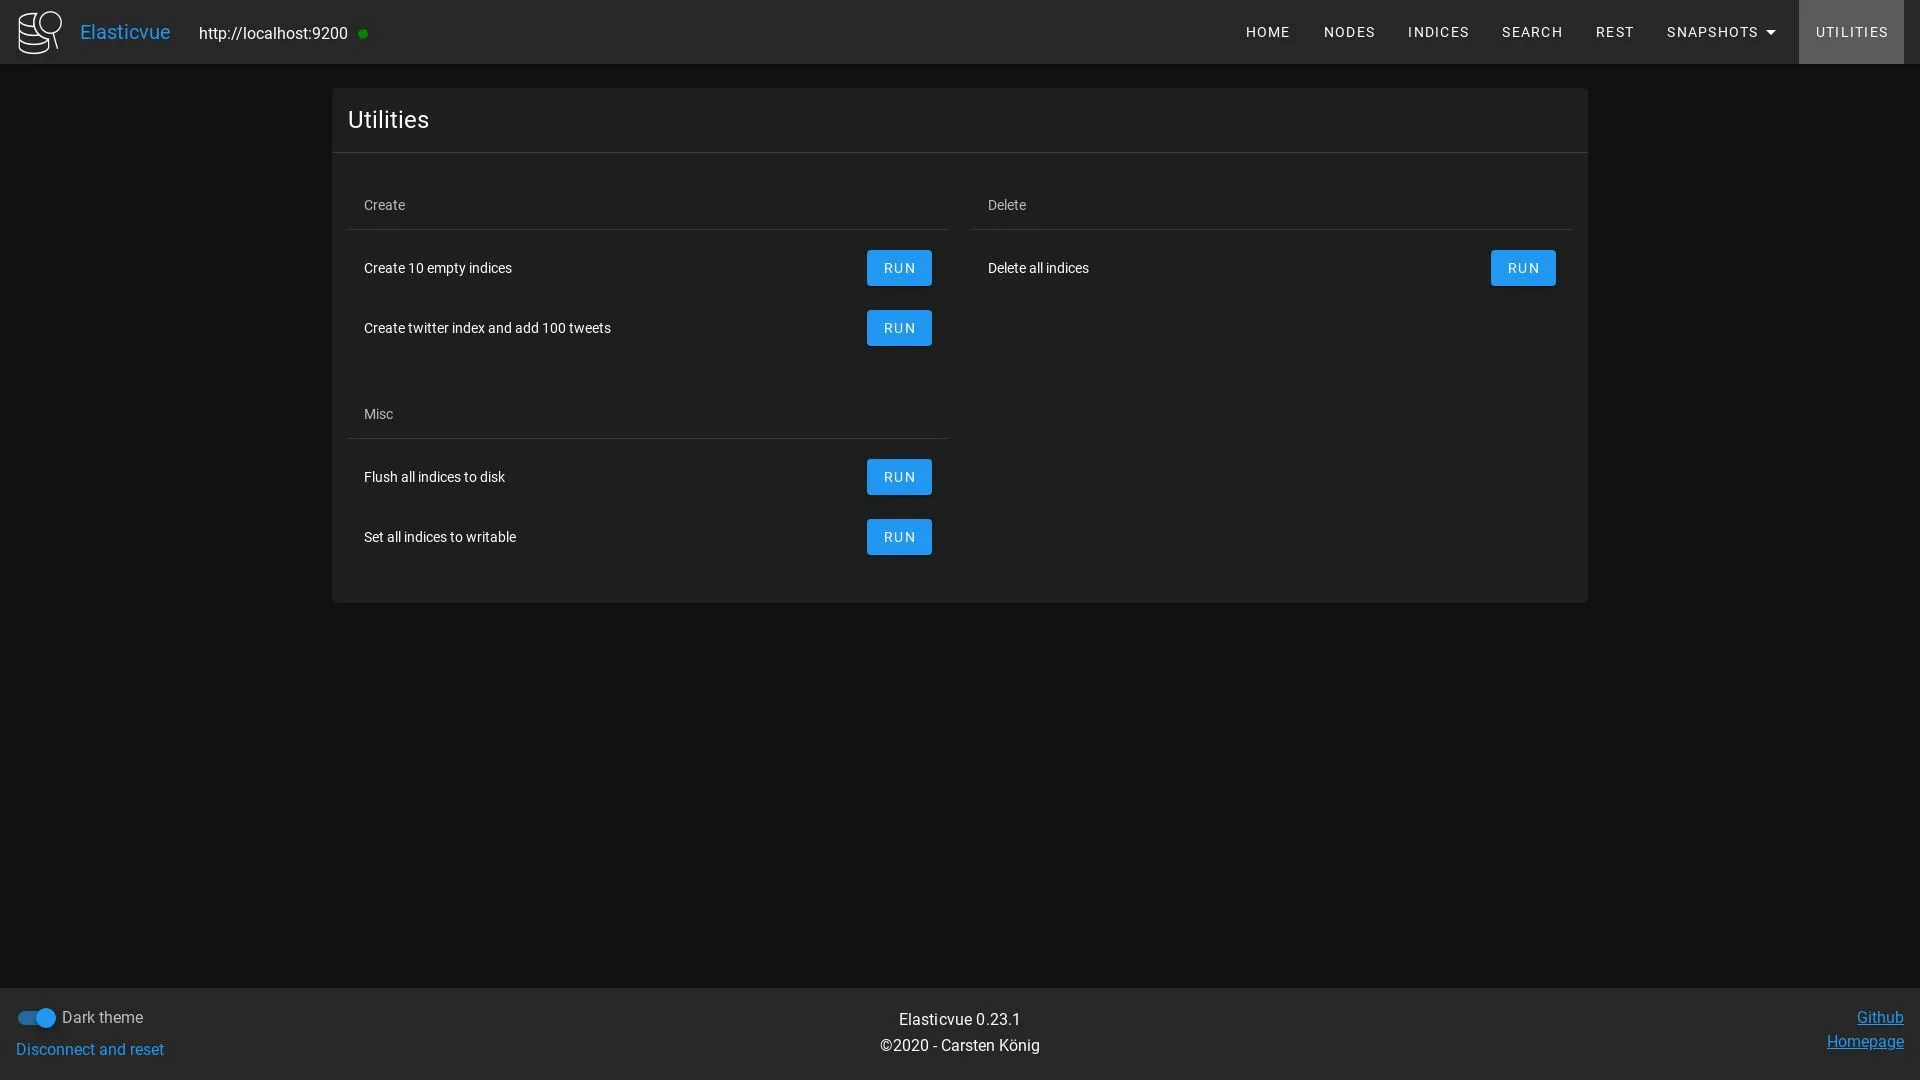 Elasticvue http://localhost:9200 HOME NODES INDICES SEARCH REST SNAPSHOTS UTILITIES
Utilities
Create
Create 10 empty indices RUN
Create twitter index and add 100 tweets RUN
Misc
Flush all indices to disk RUN
Set all indices to writable RUN
Delete
Delete all indices RUN
Dark theme
Disconnect and reset
Elasticvue 0.23.1
©2020 - Carsten König
Github
Homepage